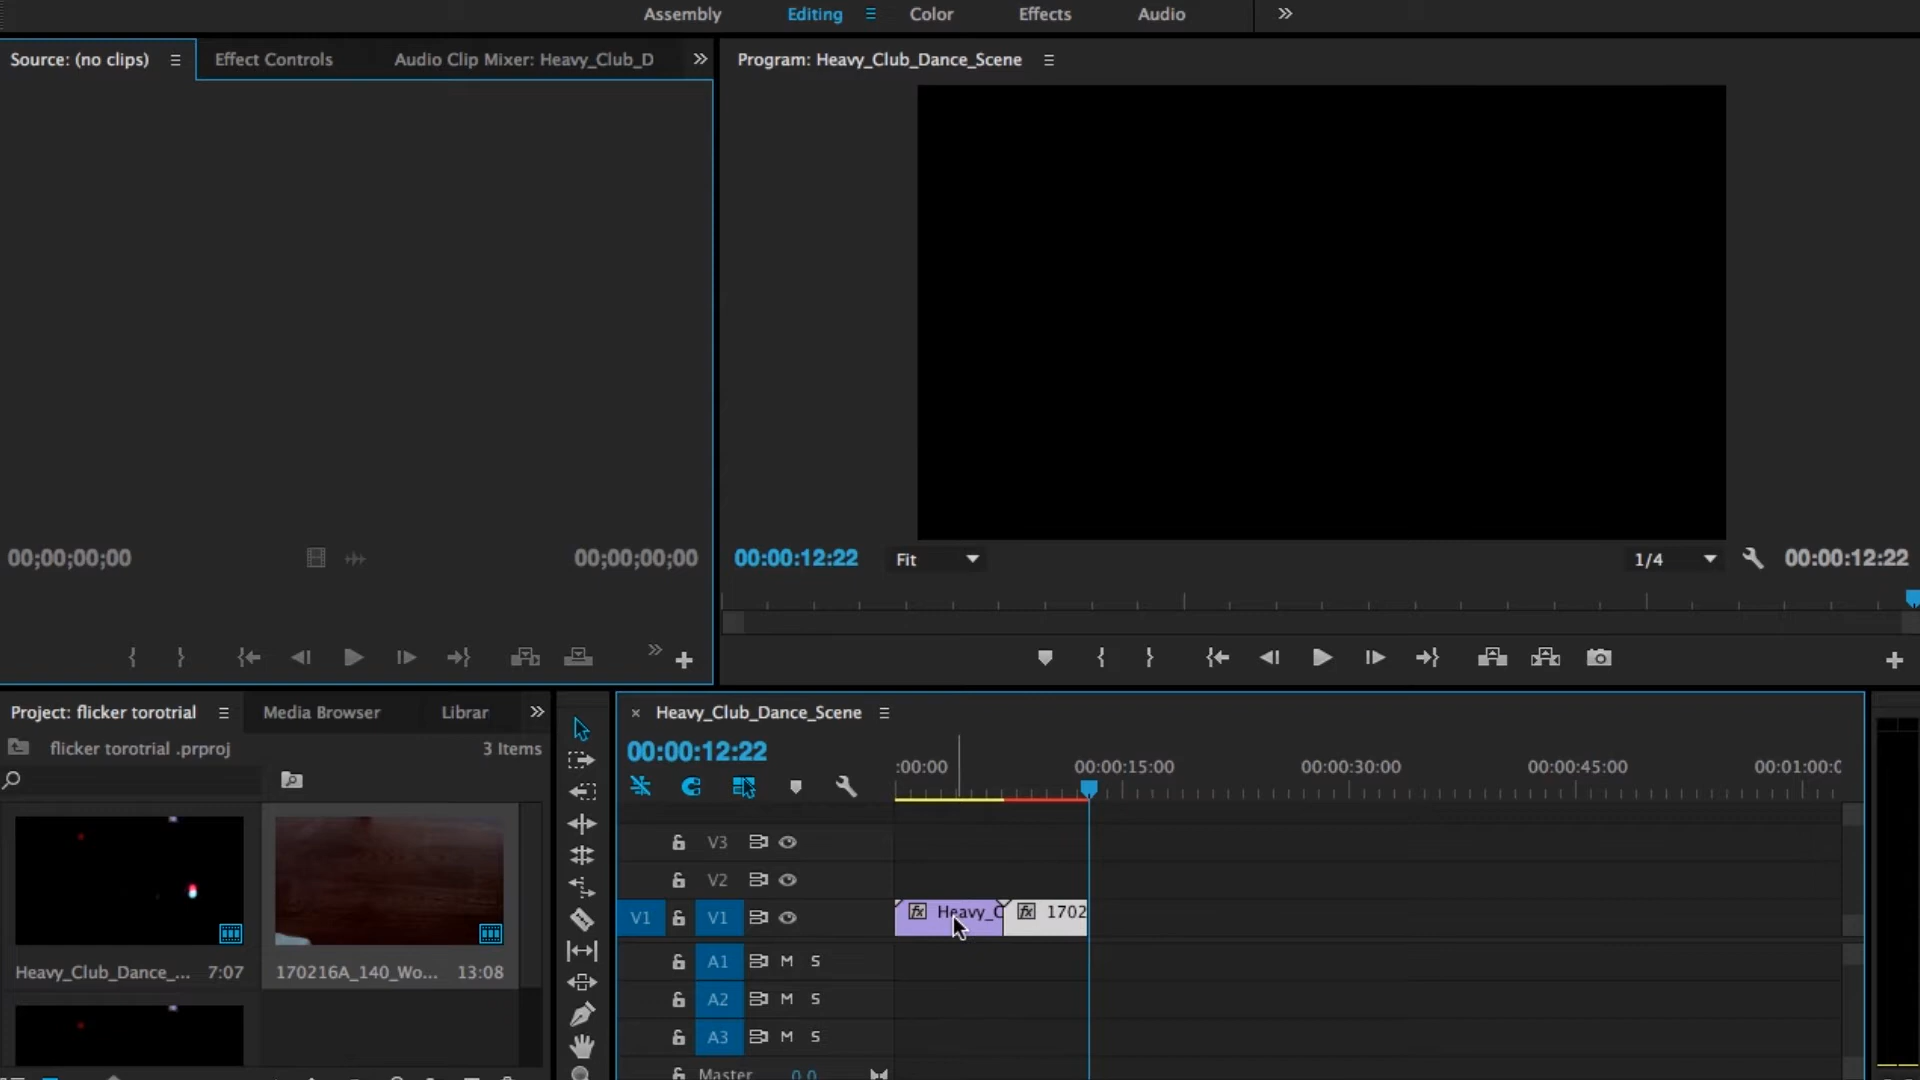 Assembly Editing Color Effects Audio
Source: (no clips) Effect Controls Audio Clip Mixer: Heavy_Club_D
Program: Heavy_Club_Dance_Scene
00;00;00;00 00;00;00;00
00:00:12:22 Fit 1/4 00:00:12:22
Project: flicker torotrial Media Browser Librar
flicker torotrial .prproj 3 Items
Heavy_Club_Dance_... 7:07
170216A_140_Wo... 13:08
Heavy_Club_Dance_Scene
00:00:12:22
:00:00 00:00:15:00 00:00:30:00 00:00:45:00 00:01:00:0
V3
V2
V1 V1 fx Heavy_C fx 1702
A1 M S
A2 M S
A3 M S
Master 0.0